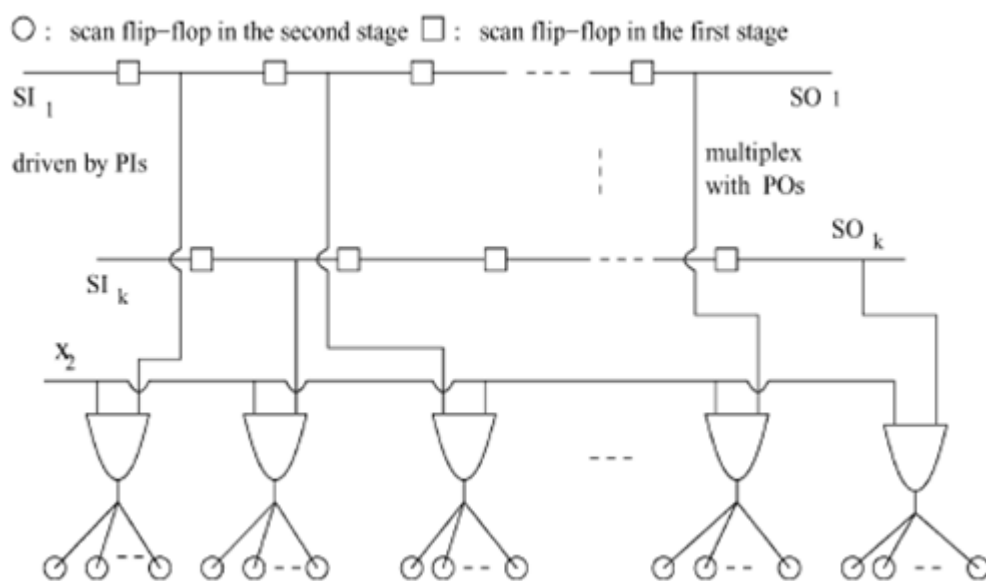 ○ : scan flip-flop in the second stage □ : scan flip-flop in the first stage
SI 1
SO 1
driven by PIs
multiplex
with POs
SO k
SI k
x2